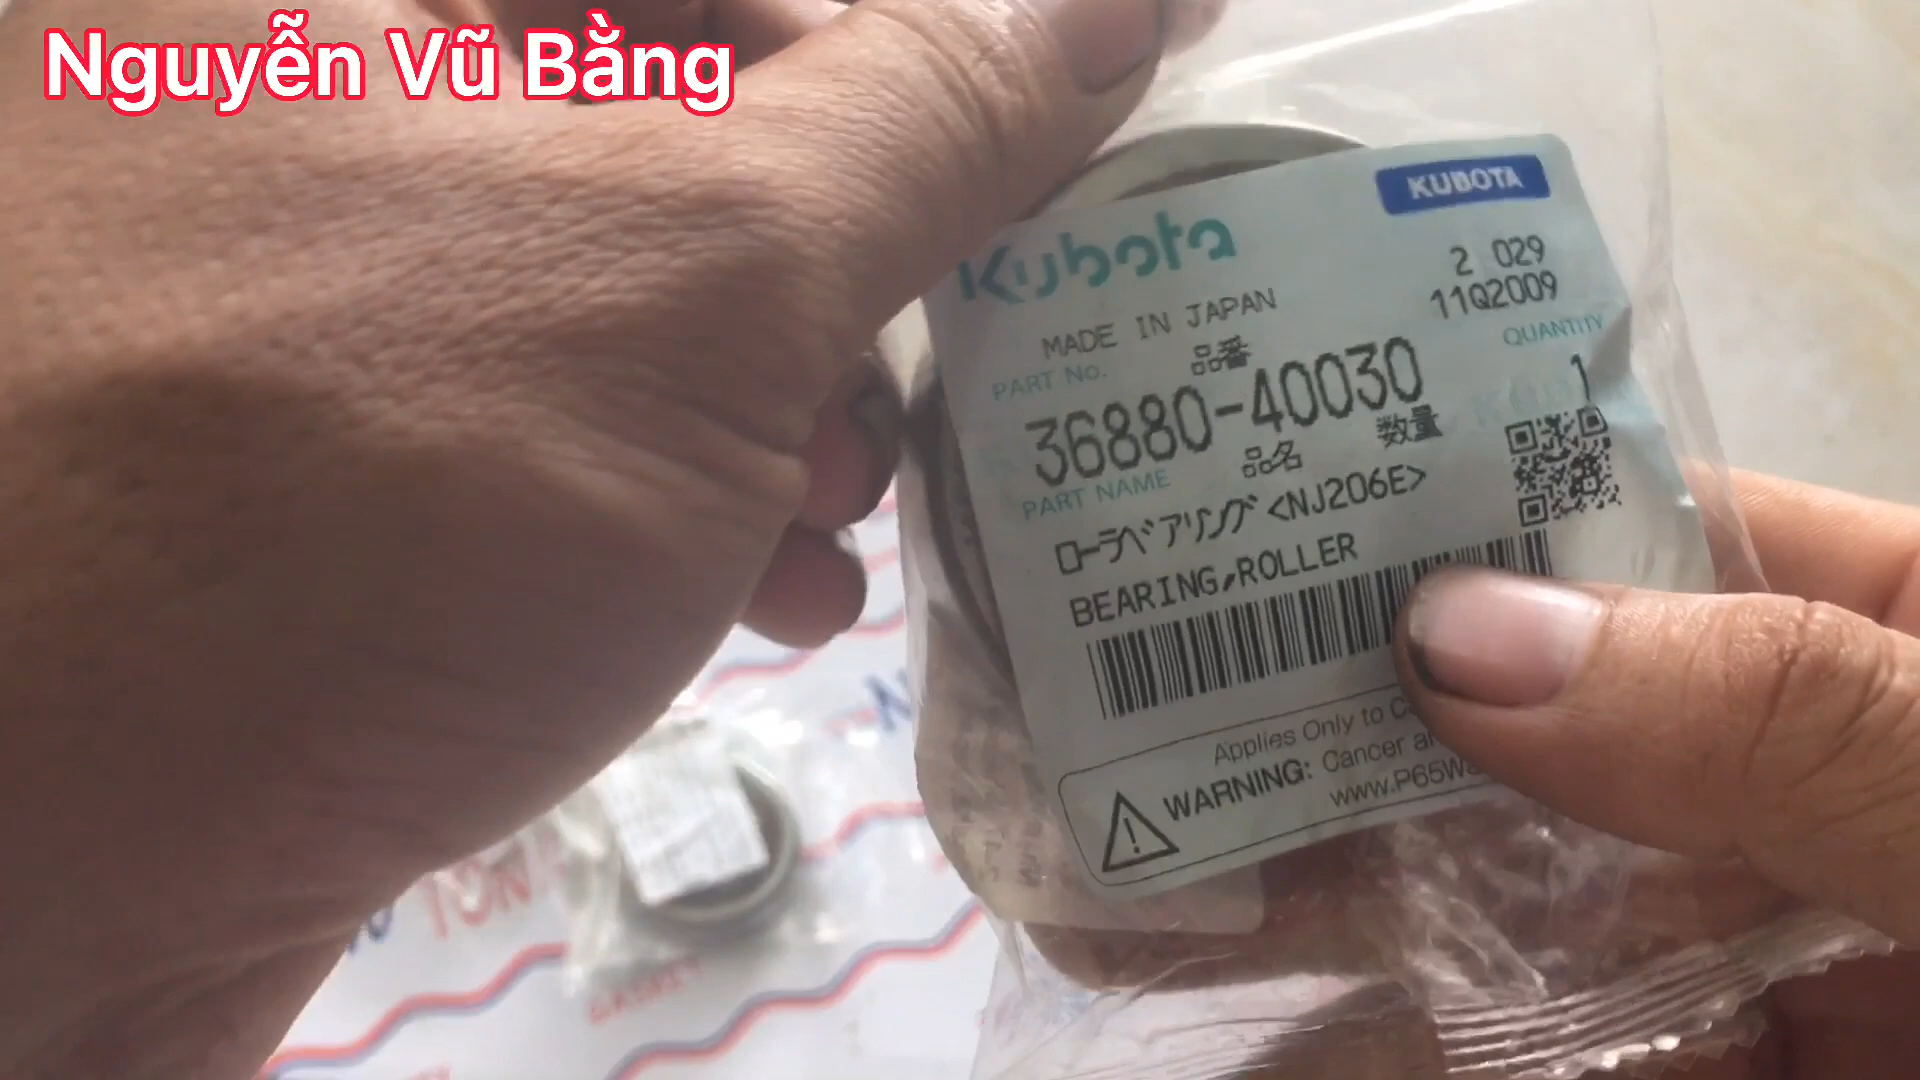 Nguyễn Vũ Bằng
KUBOTA
Kubota
2 029
11Q2009
MADE IN JAPAN
QUANTITY
PART No. 品番
1
36880-40030
PART NAME 品名 数量
ローラベアリング<NJ206E>
BEARING,ROLLER
Applies Only to
WARNING: Cancer
www.P65W